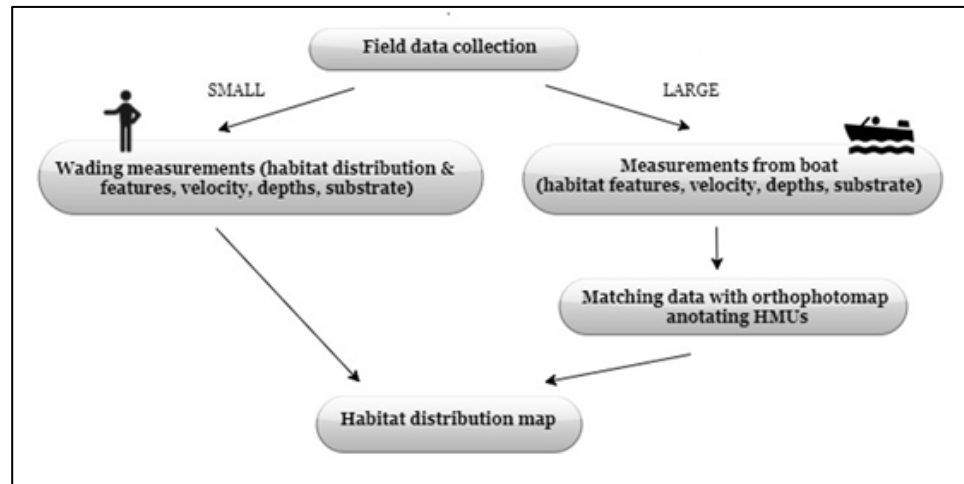 Field data collection
SMALL
LARGE
Wading measurements (habitat distribution &
features, velocity, depths, substrate)
Measurements from boat
(habitat features, velocity, depths, substrate)
Matching data with orthophotomap
anotating HMUs
Habitat distribution map